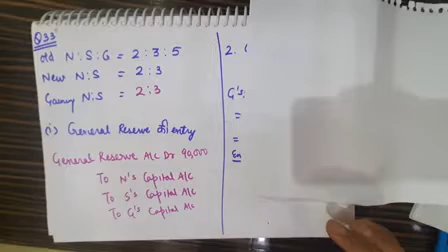 Q33
Old N : S : G = 2 : 3 : 5
New N : S = 2 : 3
Gaining N : S = 2 : 3
(i) General Reserve की entry
General Reserve A/c Dr 90,000
To N's Capital A/c
To S's Capital A/c
To G's Capital A/c
2.
G's
=
=